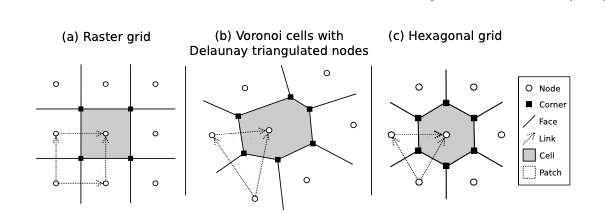 (a) Raster grid
(b) Voronoi cells with
Delaunay triangulated nodes
(c) Hexagonal grid
Node
Corner
Face
Link
Cell
Patch